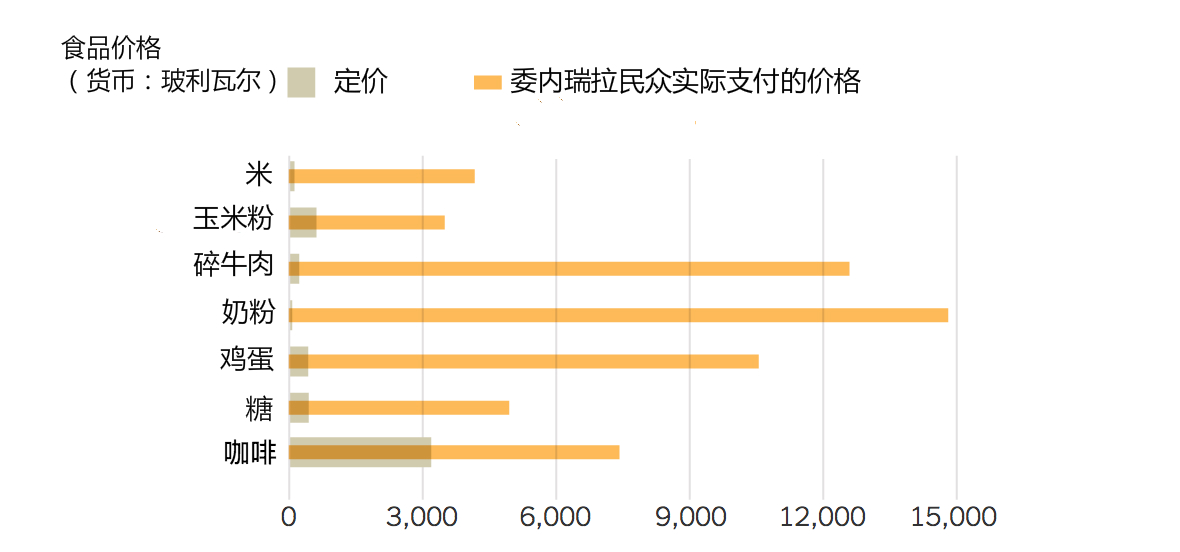 食品价格
（货币：玻利瓦尔）
定价
委内瑞拉民众实际支付的价格
米
玉米粉
碎牛肉
奶粉
鸡蛋
糖
咖啡
0 3,000 6,000 9,000 12,000 15,000